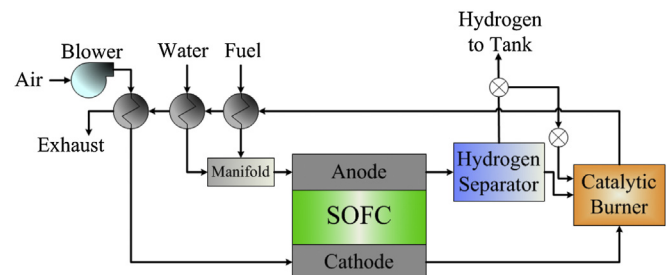 Hydrogen
to Tank
Blower
Water
Fuel
Air
Exhaust
Manifold
Anode
Hydrogen
Separator
Catalytic
Burner
SOFC
Cathode